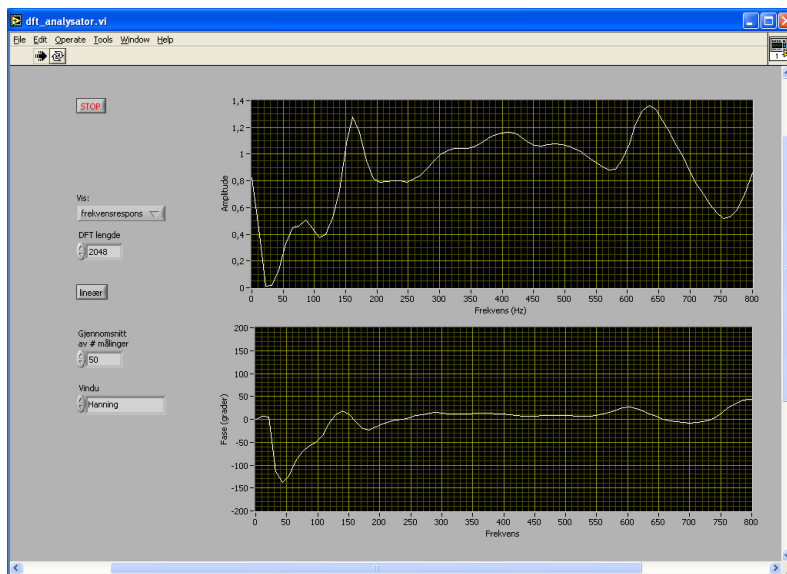 dft_analysator.vi
File Edit Operate Tools Window Help
1
STOP
Vis:
frekvensrespons
DFT lengde
2048
lineær
Gjennomsnitt
av # målinger
50
Vindu
Hanning
Amplitude
1,4
1,2
1
0,8
0,6
0,4
0,2
0
0 50 100 150 200 250 300 350 400 450 500 550 600 650 700 750 800
Frekvens (Hz)
Fase (grader)
200
150
100
50
0
-50
-100
-150
-200
0 50 100 150 200 250 300 350 400 450 500 550 600 650 700 750 800
Frekvens